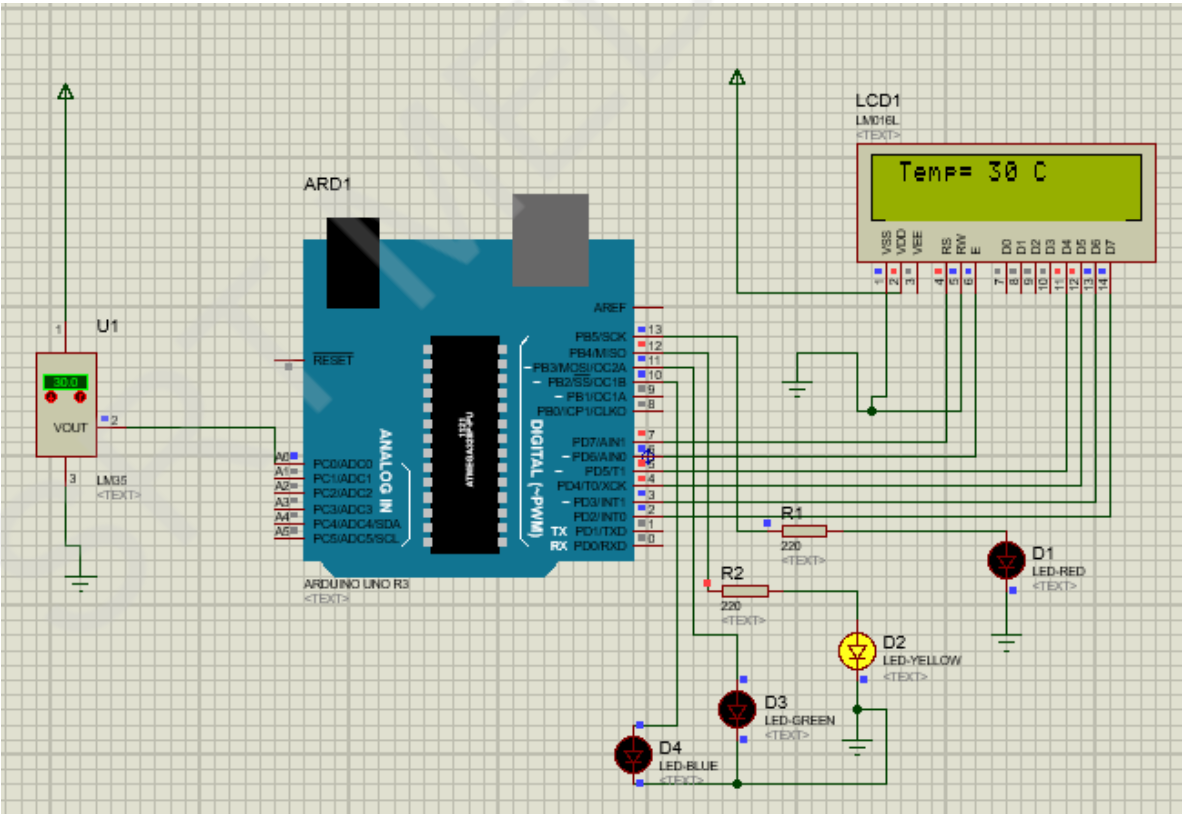 LCD1
LM016L
<TEXT>
Temp= 30 C
VSS
VDD
VEE
RS
RW
E
D0
D1
D2
D3
D4
D5
D6
D7
1
2
3
4
5
6
7
8
9
10
11
12
13
14
ARD1
U1
1
30.0
VOUT
2
3
LM35
<TEXT>
RESET
AREF
PB5/SCK 13
PB4/MISO 12
~PB3/MOSI/OC2A 11
~PB2/SS/OC1B 10
~PB1/OC1A 9
PB0/ICP1/CLKO 8
PD7/AIN1 7
~PD6/AIN0
~PD5/T1 5
PD4/T0/XCK 4
~PD3/INT1 3
PD2/INT0 2
TX PD1/TXD 1
RX PD0/RXD 0
A0 PC0/ADC0
A1 PC1/ADC1
A2 PC2/ADC2
A3 PC3/ADC3
A4 PC4/ADC4/SDA
A5 PC5/ADC5/SCL
ANALOG IN
DIGITAL (~PWM)
ARDUINO UNO R3
<TEXT>
R1
220
<TEXT>
R2
220
<TEXT>
D1
LED-RED
<TEXT>
D2
LED-YELLOW
<TEXT>
D3
LED-GREEN
<TEXT>
D4
LED-BLUE
<TEXT>